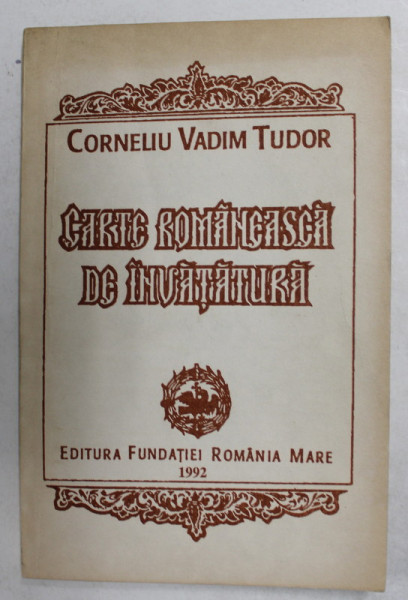 CORNELIU VADIM TUDOR
CARTE ROMÂNEASCĂ
DE ÎNVĂȚĂTURĂ
EDITURA FUNDAȚIEI ROMÂNIA MARE
1992